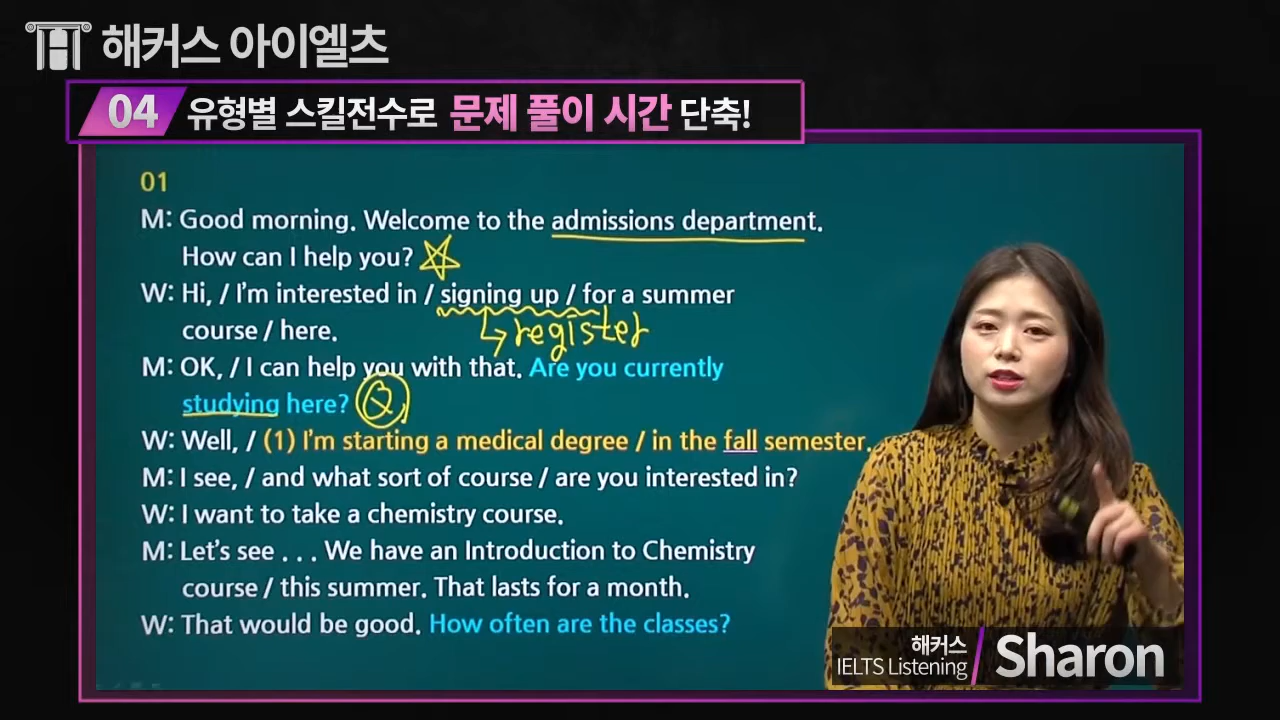 해커스 아이엘츠
04 유형별 스킬전수로 문제 풀이 시간 단축!
01
M: Good morning. Welcome to the admissions department.
How can I help you?
W: Hi, / I'm interested in / signing up / for a summer
register
course / here.
M: OK, / I can help you with that. Are you currently
studying here? Q,
W: Well, / (1) I'm starting a medical degree / in the fall semester.
M: I see, / and what sort of course / are you interested in?
W: I want to take a chemistry course.
M: Let's see . . . We have an Introduction to Chemistry
course / this summer. That lasts for a month.
W: That would be good. How often are the classes?
해커스
IELTS Listening
Sharon